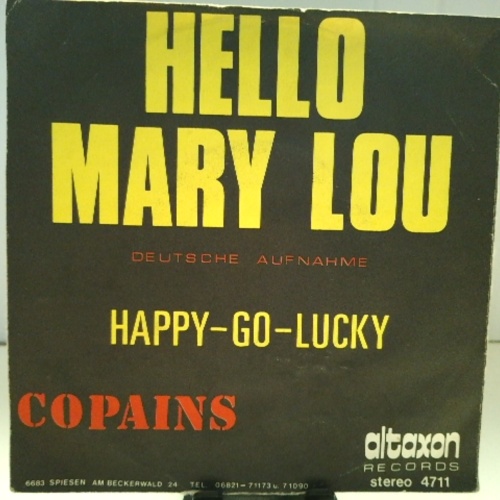 HELLO
MARY LOU
DEUTSCHE AUFNAHME
HAPPY-GO-LUCKY
COPAINS
altaxon
RECORDS
stereo 4711
6683 SPIESEN AM BECKERWALD 24 TEL. 06821-71173 u. 71090